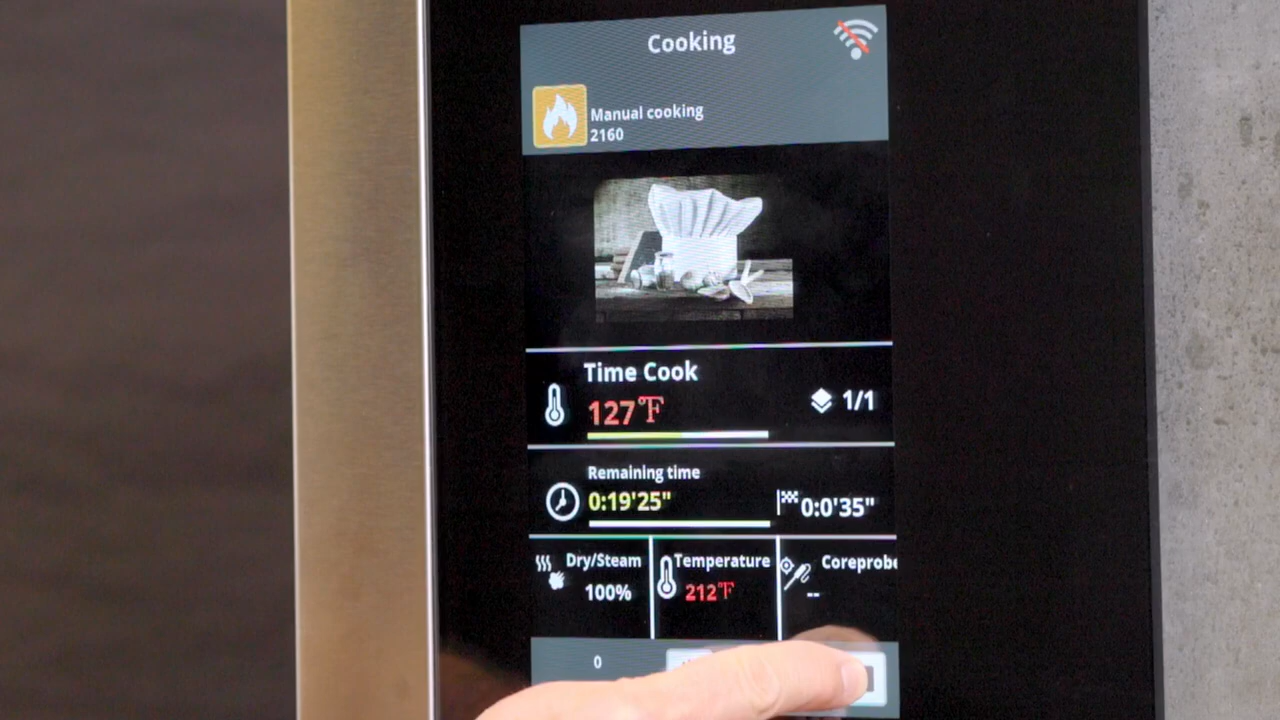 Cooking
Manual cooking
2160
Time Cook
127°F
1/1
Remaining time
0:19'25"
0:0'35"
Dry/Steam
100%
Temperature
212°F
Coreprobe
--
0